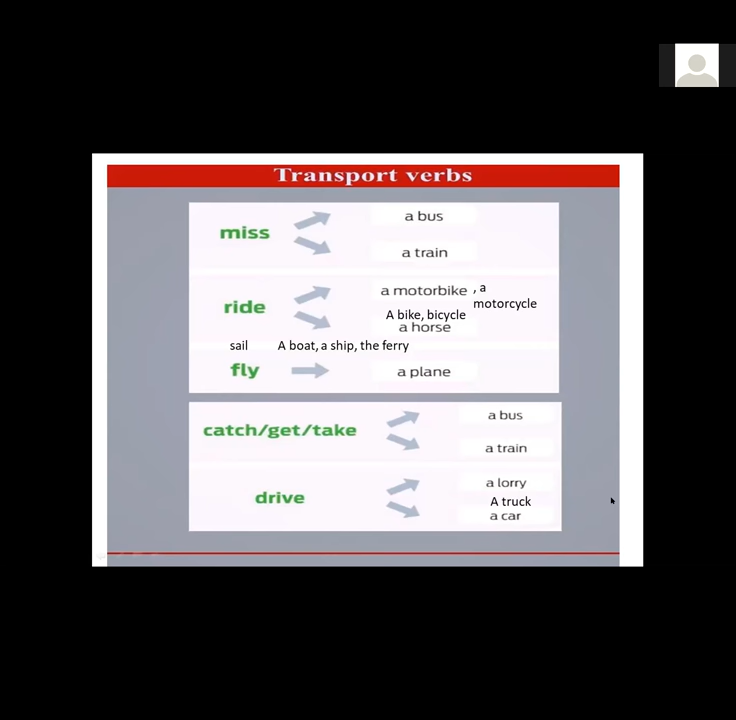 Transport verbs
miss
a bus
a train
ride
a motorbike , a
motorcycle
A bike, bicycle
a horse
sail A boat, a ship, the ferry
fly
a plane
catch/get/take
a bus
a train
drive
a lorry
A truck
a car